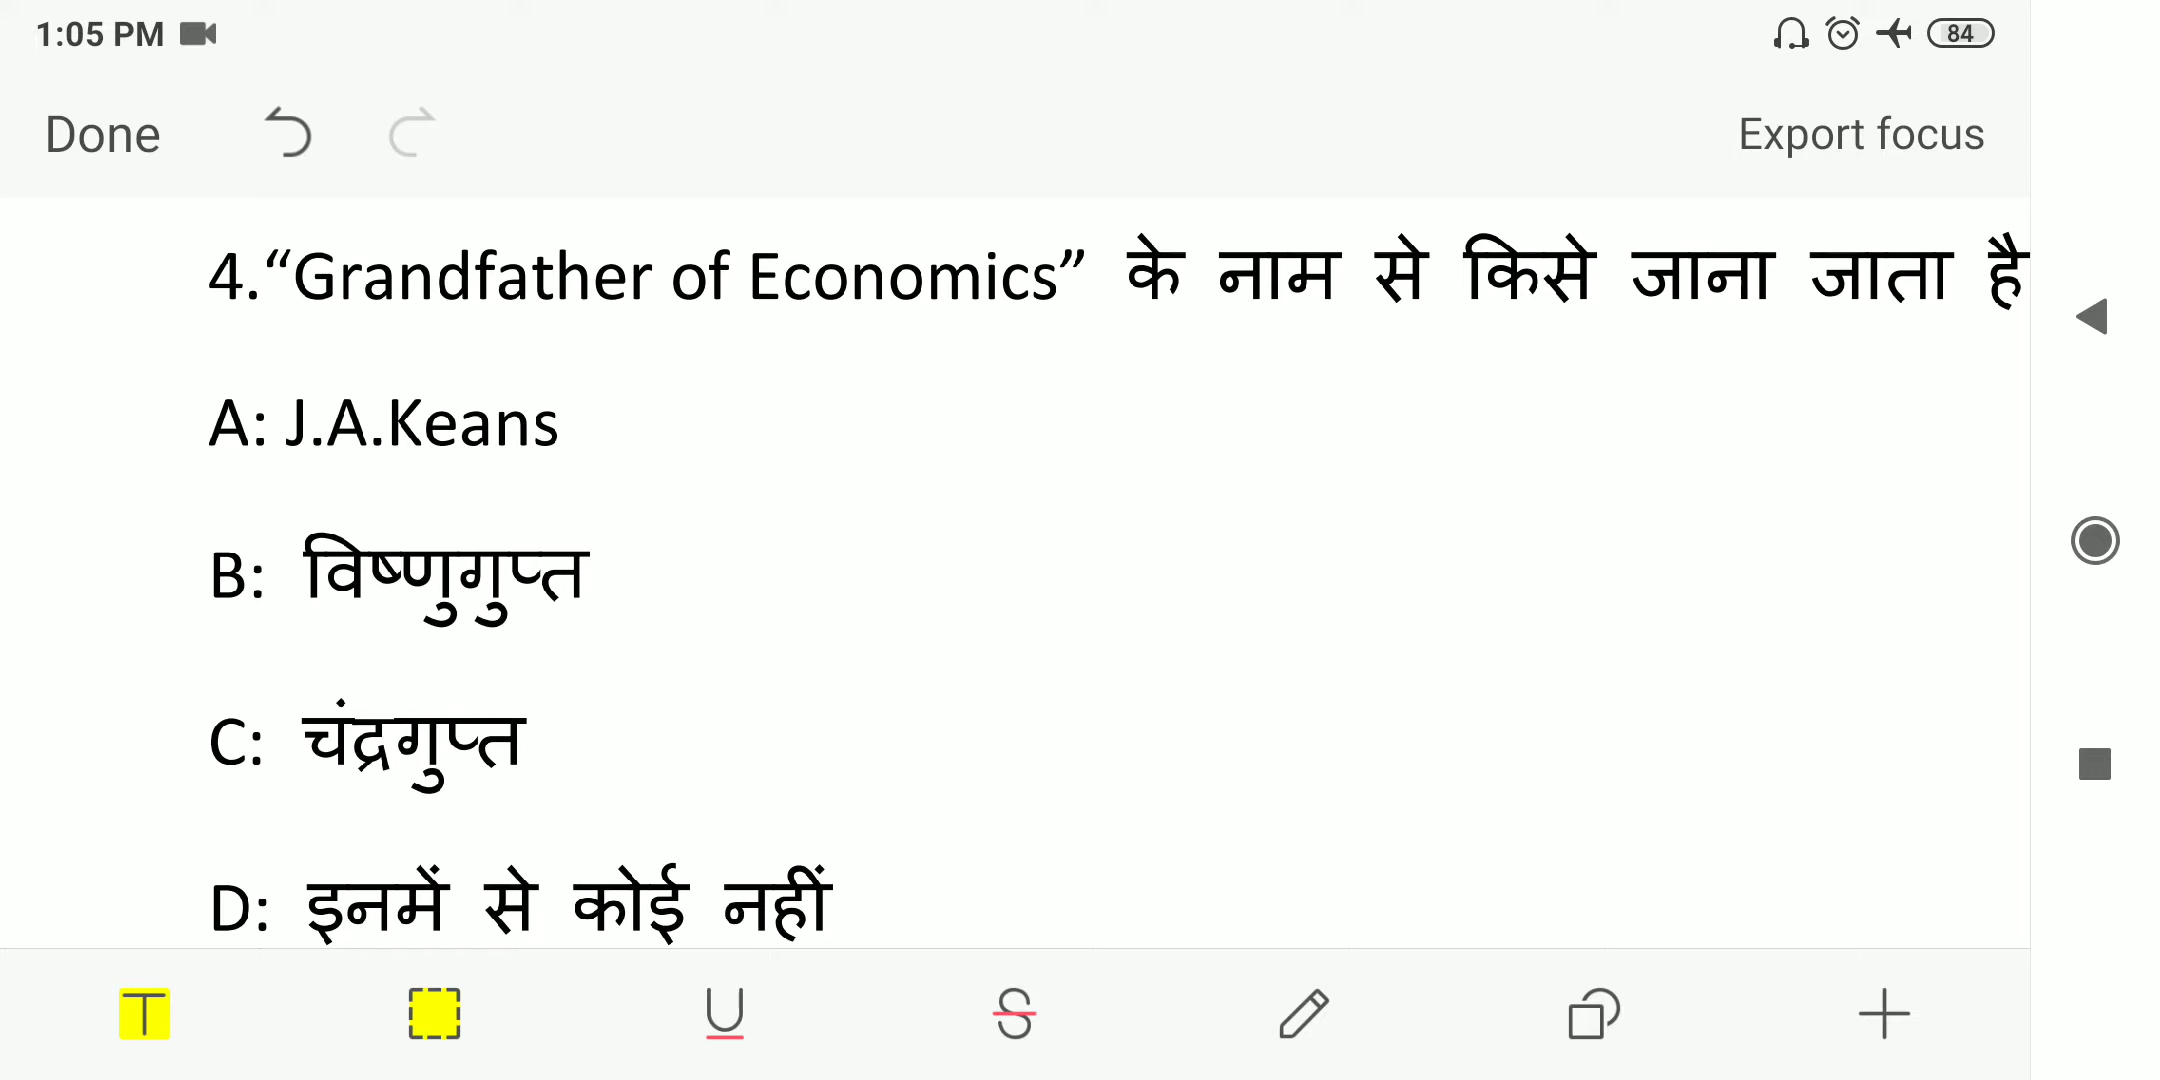 1:05 PM 84
Done Export focus
4.“Grandfather of Economics” के नाम से किसे जाना जाता है
A: J.A.Keans
B: विष्णुगुप्त
C: चंद्रगुप्त
D: इनमें से कोई नहीं
T U S